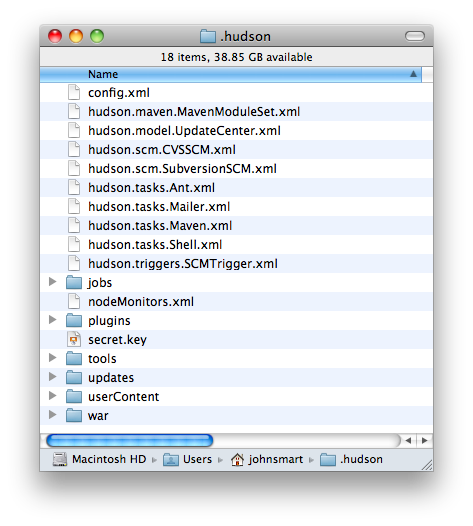 .hudson
18 items, 38.85 GB available
Name
config.xml
hudson.maven.MavenModuleSet.xml
hudson.model.UpdateCenter.xml
hudson.scm.CVSSCM.xml
hudson.scm.SubversionSCM.xml
hudson.tasks.Ant.xml
hudson.tasks.Mailer.xml
hudson.tasks.Maven.xml
hudson.tasks.Shell.xml
hudson.triggers.SCMTrigger.xml
jobs
nodeMonitors.xml
plugins
secret.key
tools
updates
userContent
war
Macintosh HD Users johnsmart .hudson